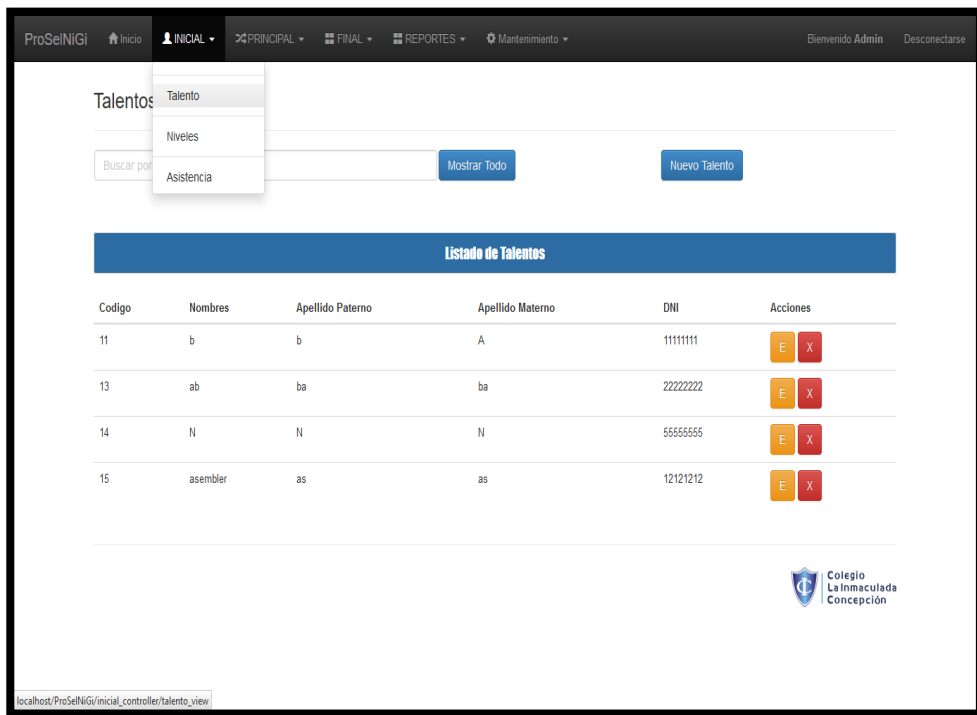 ProSelNiGi Inicio INICIAL PRINCIPAL FINAL REPORTES Mantenimiento Bienvenido Admin Desconectarse
Talentos
Talento
Niveles
Asistencia
Buscar por
Mostrar Todo
Nuevo Talento
Listado de Talentos
Codigo Nombres Apellido Paterno Apellido Materno DNI Acciones
11 b b A 11111111 E X
13 ab ba ba 22222222 E X
14 N N N 55555555 E X
15 asembler as as 12121212 E X
Colegio
La Inmaculada
Concepción
localhost/ProSelNiGi/inicial_controller/talento_view